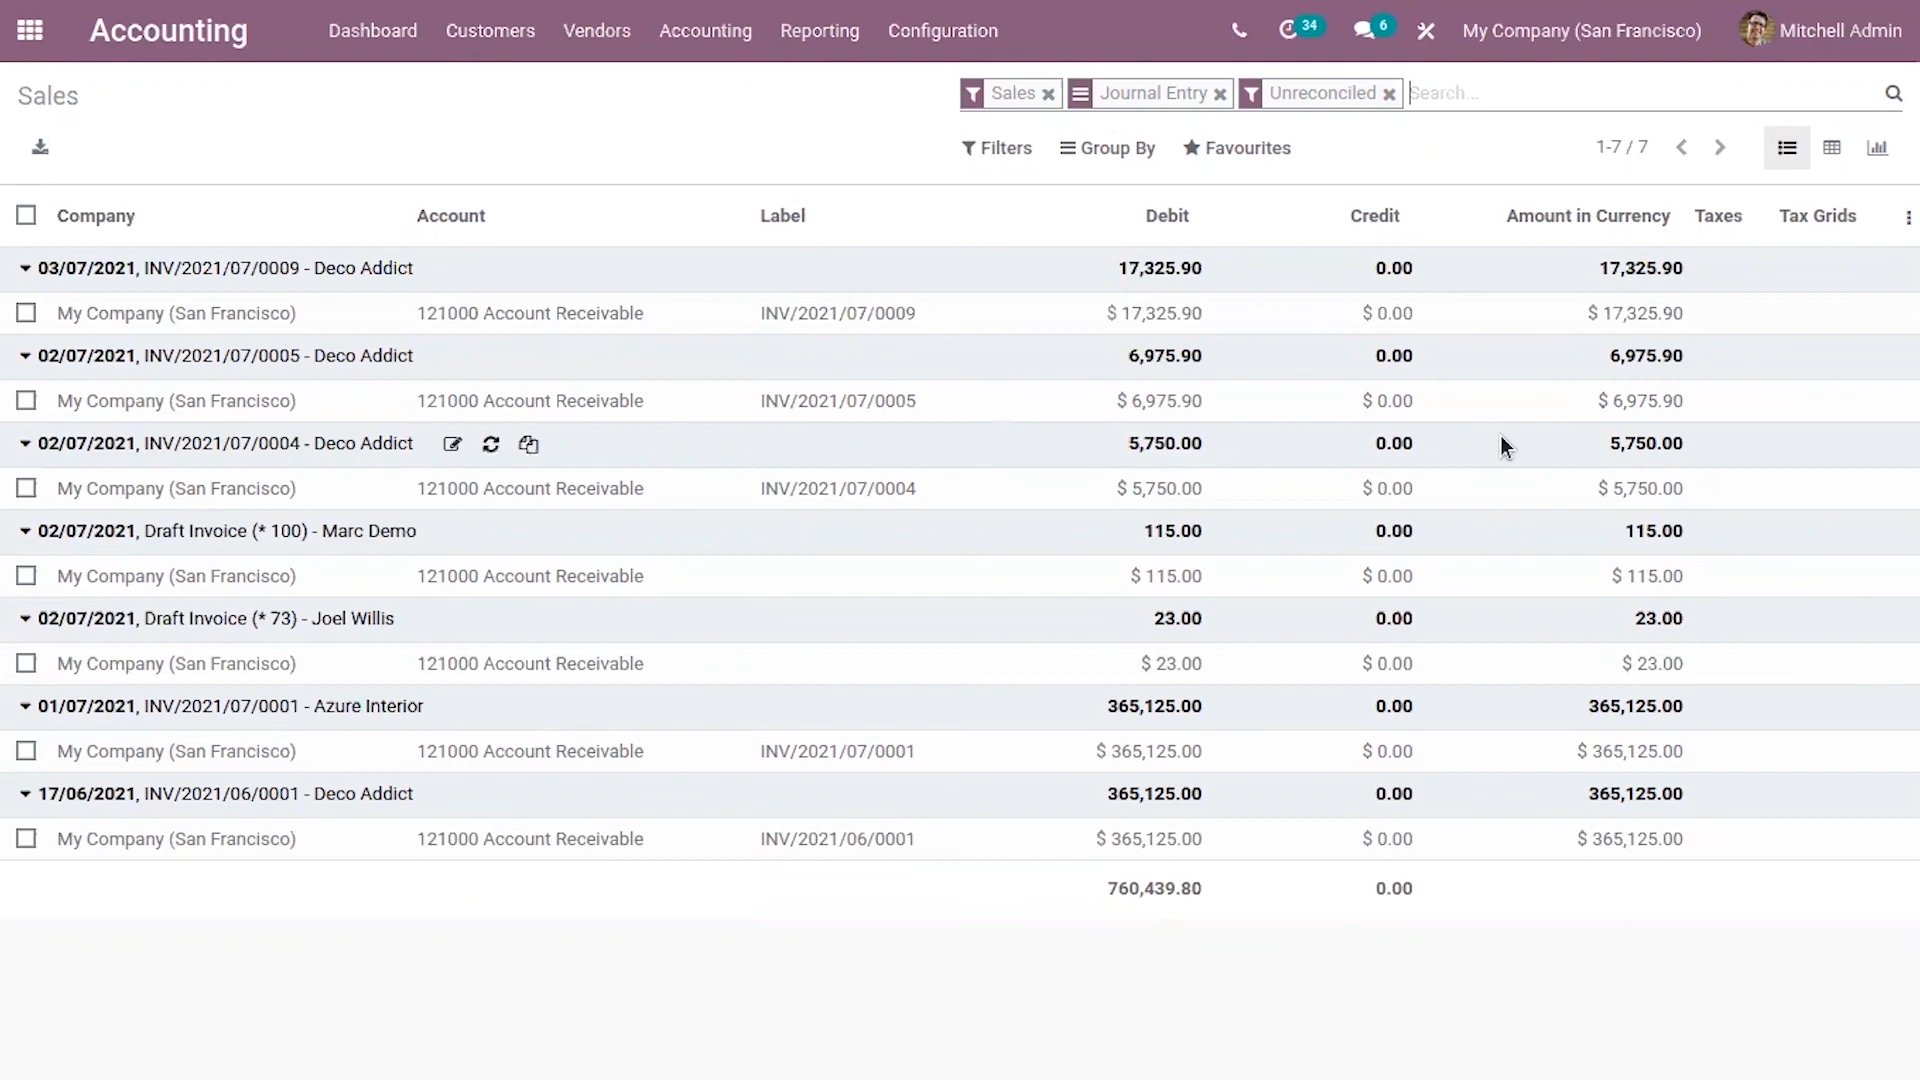 Accounting Dashboard Customers Vendors Accounting Reporting Configuration 34 6 My Company (San Francisco) Mitchell Admin
Sales Sales Journal Entry Unreconciled Search...
Filters Group By Favourites 1-7 / 7
Company Account Label Debit Credit Amount in Currency Taxes Tax Grids
03/07/2021, INV/2021/07/0009 - Deco Addict 17,325.90 0.00 17,325.90
My Company (San Francisco) 121000 Account Receivable INV/2021/07/0009 $ 17,325.90 $ 0.00 $ 17,325.90
02/07/2021, INV/2021/07/0005 - Deco Addict 6,975.90 0.00 6,975.90
My Company (San Francisco) 121000 Account Receivable INV/2021/07/0005 $ 6,975.90 $ 0.00 $ 6,975.90
02/07/2021, INV/2021/07/0004 - Deco Addict 5,750.00 0.00 5,750.00
My Company (San Francisco) 121000 Account Receivable INV/2021/07/0004 $ 5,750.00 $ 0.00 $ 5,750.00
02/07/2021, Draft Invoice (* 100) - Marc Demo 115.00 0.00 115.00
My Company (San Francisco) 121000 Account Receivable $ 115.00 $ 0.00 $ 115.00
02/07/2021, Draft Invoice (* 73) - Joel Willis 23.00 0.00 23.00
My Company (San Francisco) 121000 Account Receivable $ 23.00 $ 0.00 $ 23.00
01/07/2021, INV/2021/07/0001 - Azure Interior 365,125.00 0.00 365,125.00
My Company (San Francisco) 121000 Account Receivable INV/2021/07/0001 $ 365,125.00 $ 0.00 $ 365,125.00
17/06/2021, INV/2021/06/0001 - Deco Addict 365,125.00 0.00 365,125.00
My Company (San Francisco) 121000 Account Receivable INV/2021/06/0001 $ 365,125.00 $ 0.00 $ 365,125.00
760,439.80 0.00